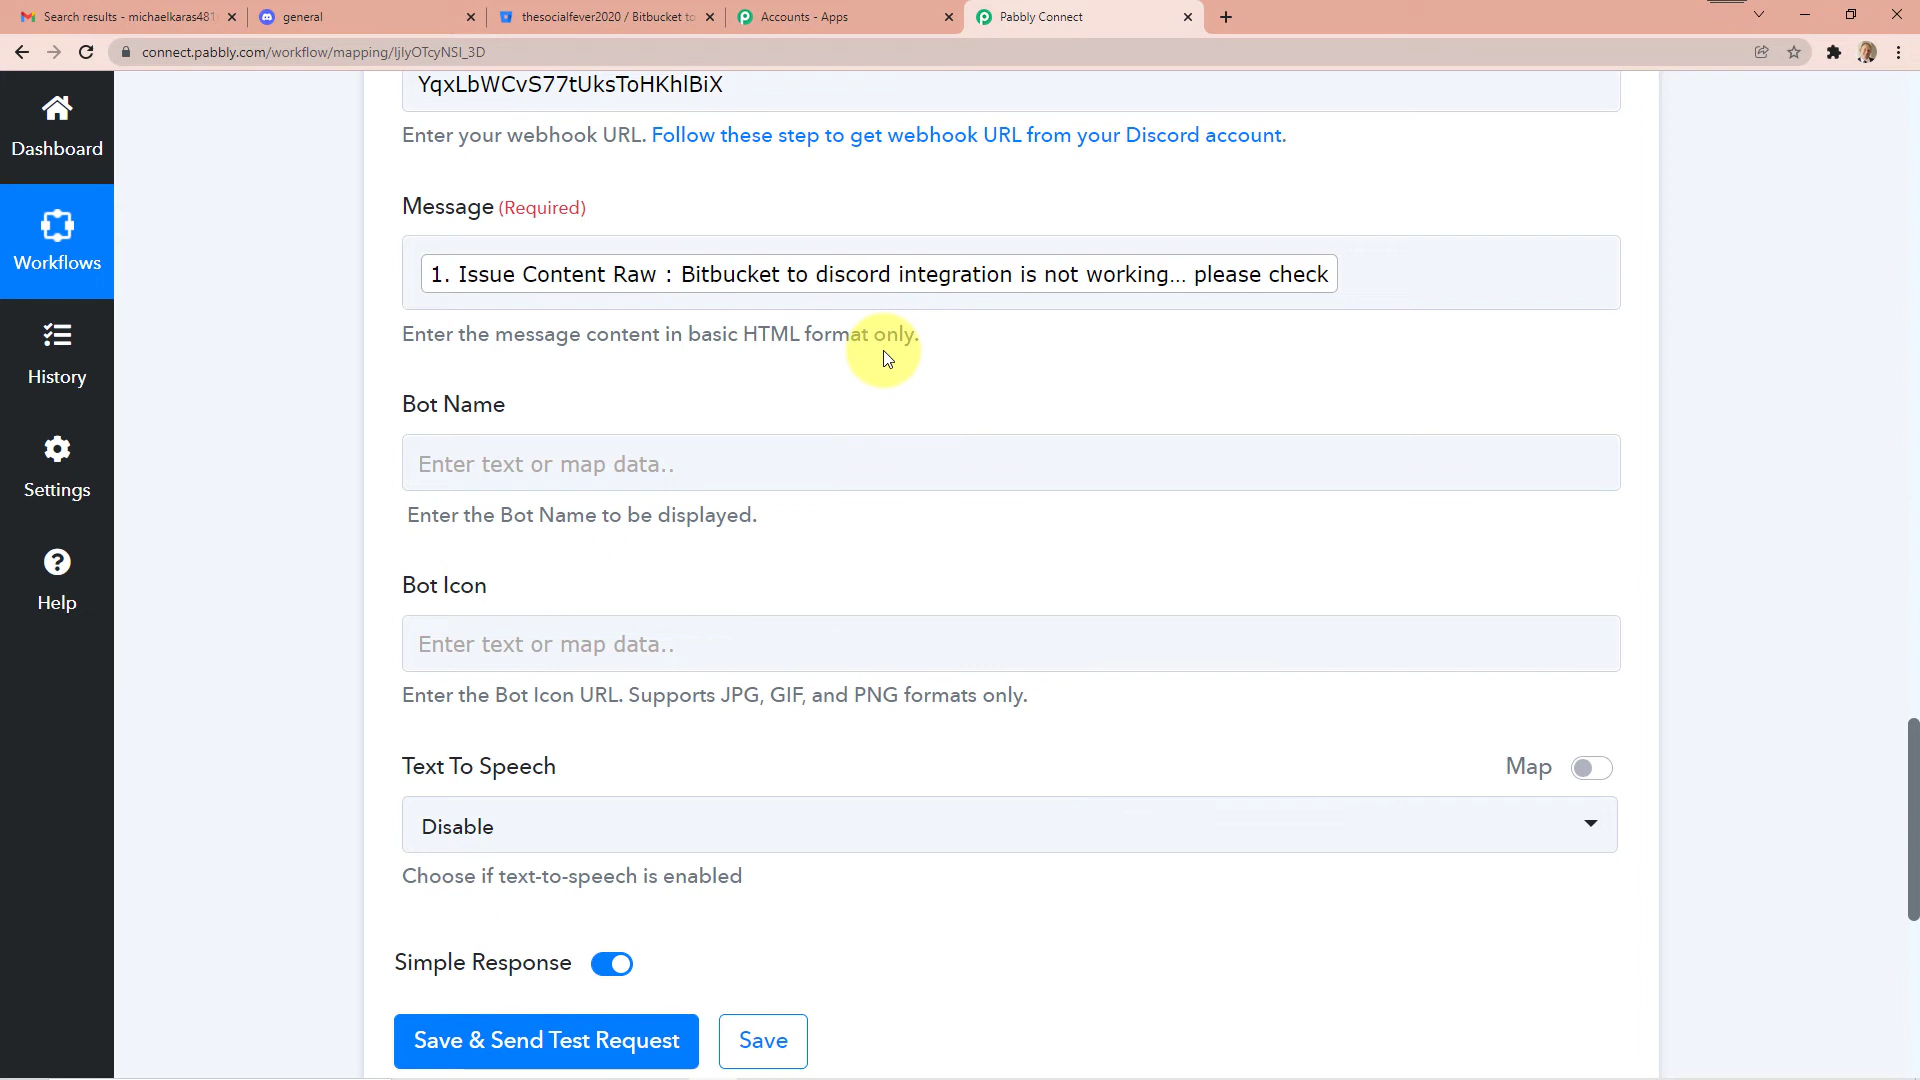 Search results - michaelkaras481
general
thesocialfever2020 / Bitbucket to
Accounts - Apps
Pabbly Connect
connect.pabbly.com/workflow/mapping/IjIyOTcyNSI_3D
Dashboard
Workflows
History
Settings
Help
YqxLbWCvS77tUksToHKhlBiX
Enter your webhook URL. Follow these step to get webhook URL from your Discord account.
Message (Required)
1. Issue Content Raw : Bitbucket to discord integration is not working... please check
Enter the message content in basic HTML format only.
Bot Name
Enter text or map data..
Enter the Bot Name to be displayed.
Bot Icon
Enter text or map data..
Enter the Bot Icon URL. Supports JPG, GIF, and PNG formats only.
Text To Speech
Map
Disable
Choose if text-to-speech is enabled
Simple Response
Save & Send Test Request
Save